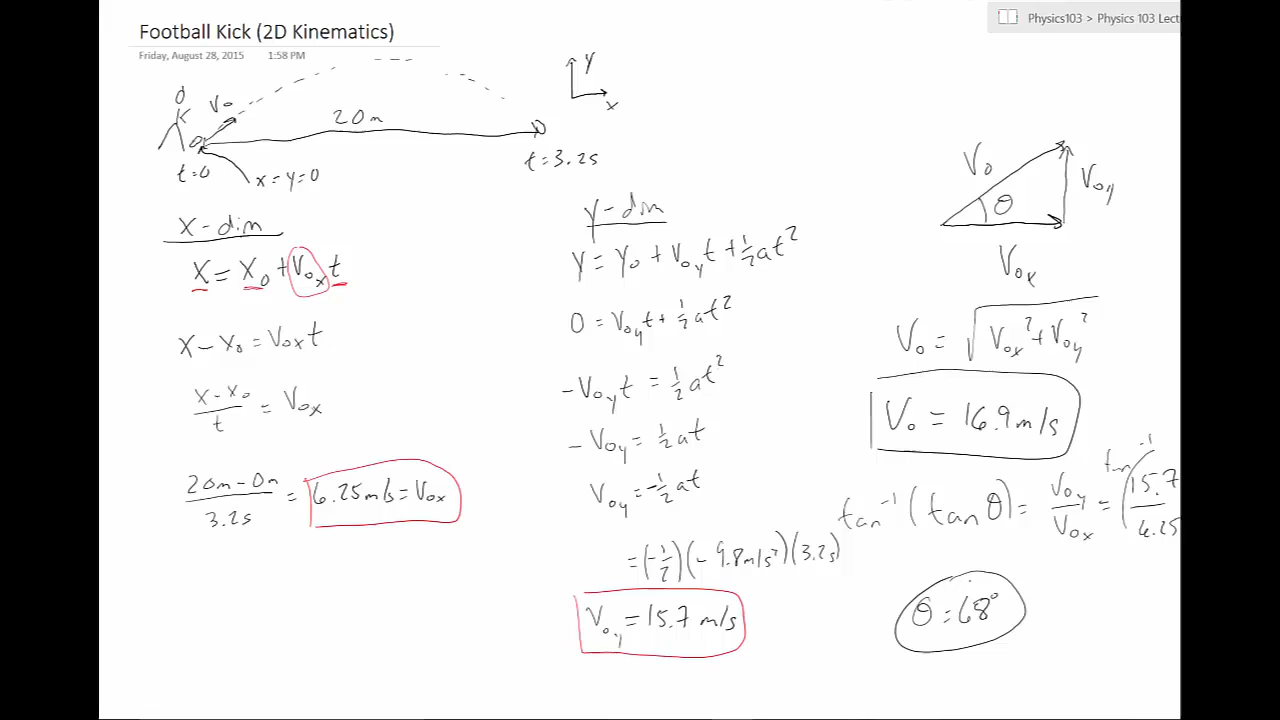 Physics103 > Physics 103 Lect
Football Kick (2D Kinematics)
Friday, August 28, 2015 1:58 PM
V₀
20m
t=0
x=y=0
t=3.2s
y
x
X-dim
X = X₀ + V₀ₓt
X-X₀ = V₀ₓt
(X-X₀)/t = V₀ₓ
(20m-0m)/3.2s = 6.25m/s = V₀ₓ
y-dim
y = y₀ + V₀ᵧt + ½at²
0 = V₀ᵧt + ½at²
-V₀ᵧt = ½at²
-V₀ᵧ = ½at
V₀ᵧ = -½at
= (-½)(-9.8m/s²)(3.2s)
V₀ᵧ = 15.7 m/s
V₀
θ
V₀ᵧ
V₀ₓ
V₀ = √(V₀ₓ² + V₀ᵧ²)
V₀ = 16.9m/s
tan⁻¹(tanθ) = V₀ᵧ/V₀ₓ = tan⁻¹(15.7/6.25
θ = 68°